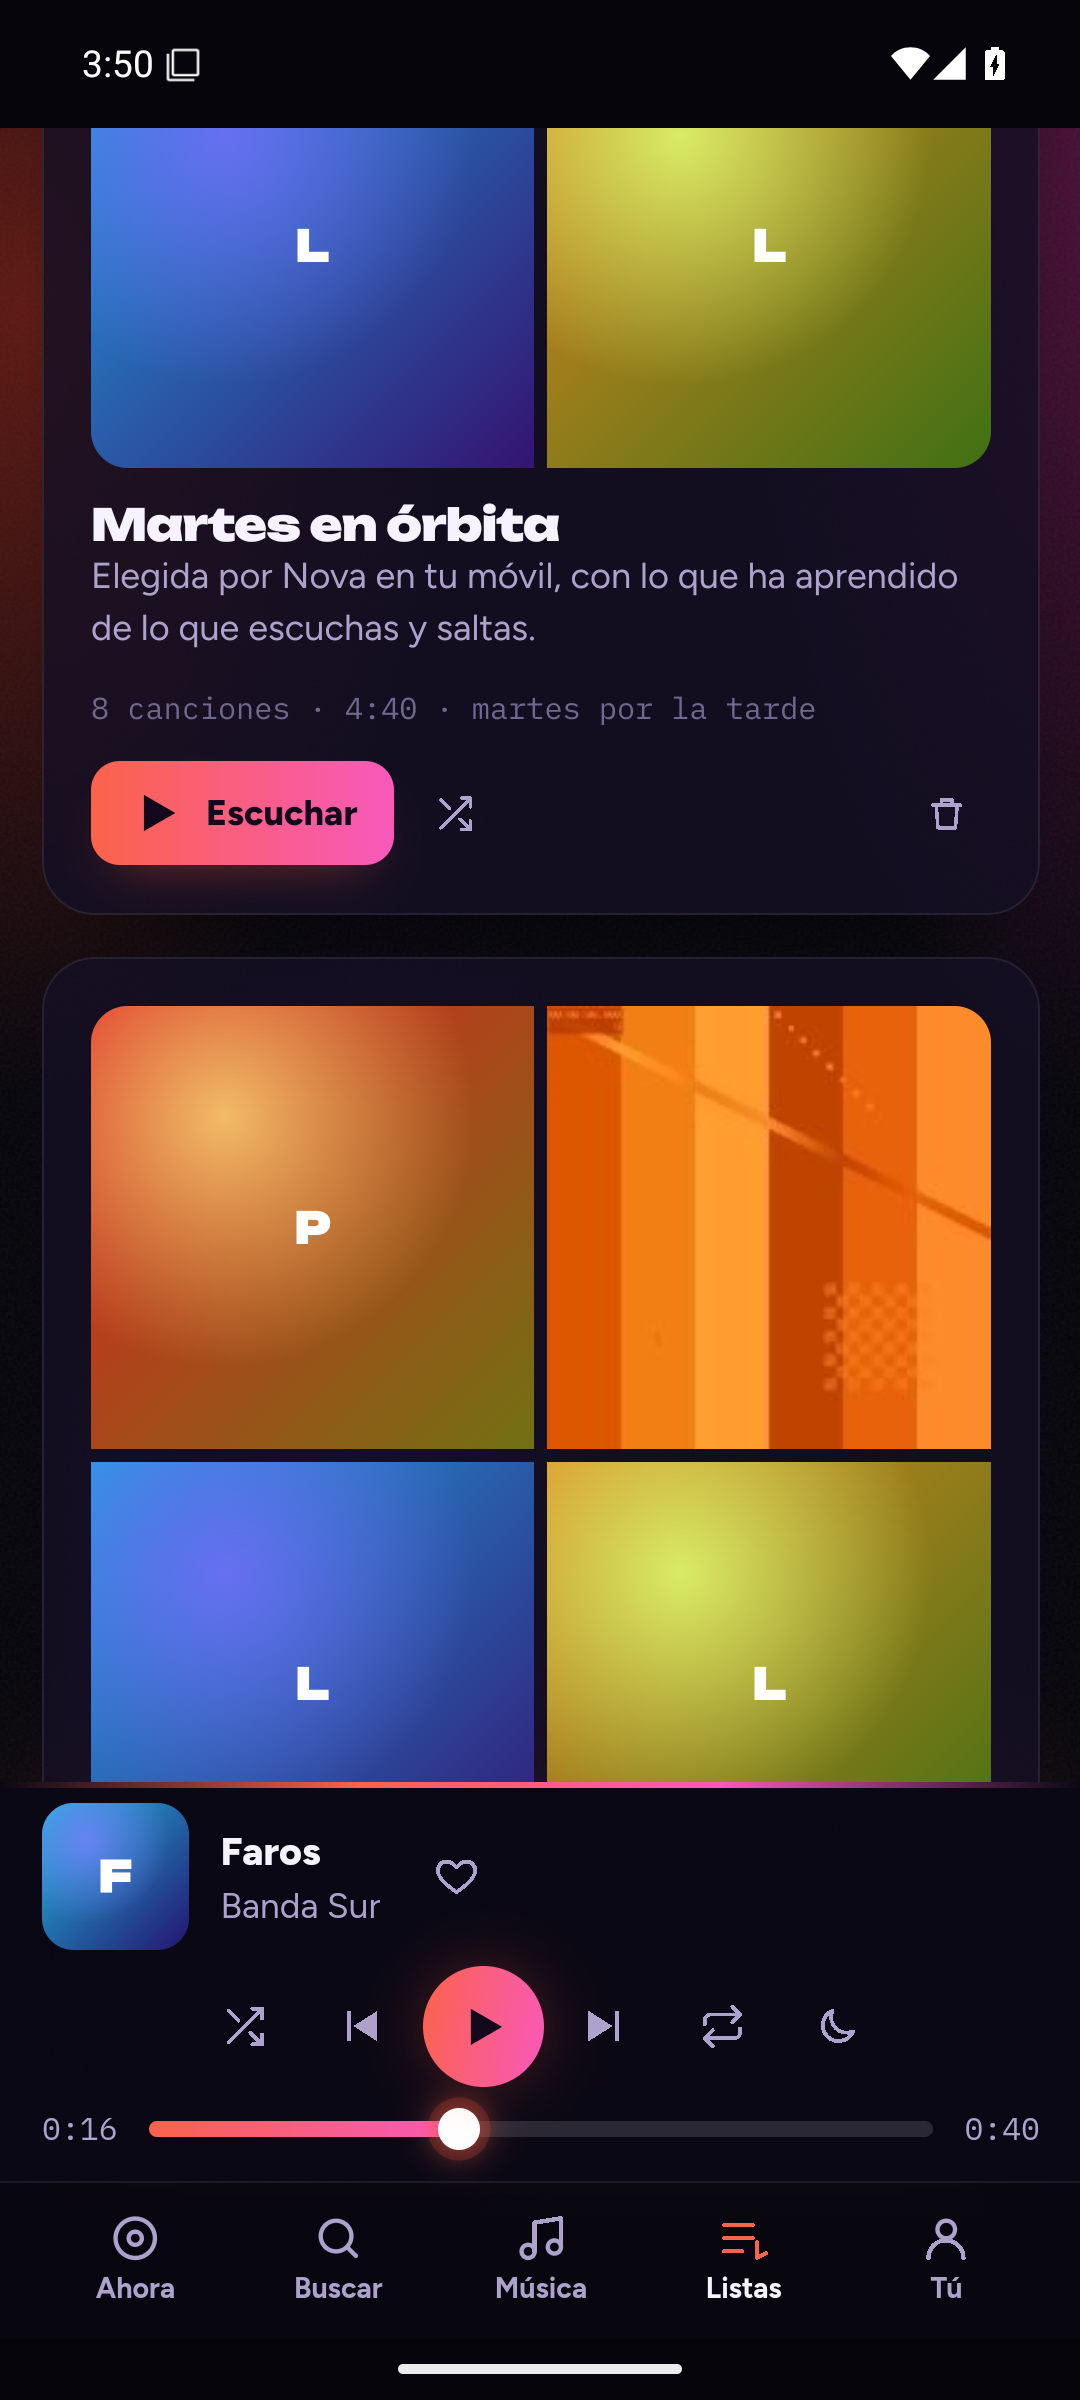 3:50
L
L
Martes en órbita
Elegida por Nova en tu móvil, con lo que ha aprendido
de lo que escuchas y saltas.
8 canciones · 4:40 · martes por la tarde
Escuchar
P
L
L
F
Faros
Banda Sur
0:16
0:40
Ahora
Buscar
Música
Listas
Tú